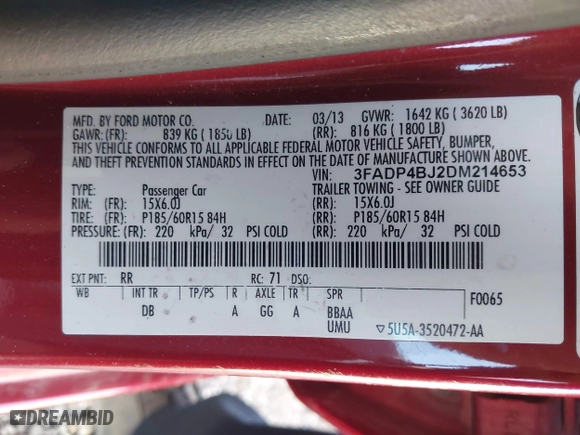 MFD. BY FORD MOTOR CO. DATE: 03/13 GVWR: 1642 KG ( 3620 LB)
GAWR: (FR): 839 KG ( 1850 LB) (RR): 816 KG ( 1800 LB)
THIS VEHICLE CONFORMS TO ALL APPLICABLE FEDERAL MOTOR VEHICLE SAFETY, BUMPER,
AND THEFT PREVENTION STANDARDS IN EFFECT ON THE DATE OF MANUFACTURE SHOWN ABOVE.
VIN: 3FADP4BJ2DM214653
TYPE: Passenger Car TRAILER TOWING - SEE OWNER GUIDE
RIM: (FR): 15X6.0J (RR): 15X6.0J
TIRE: (FR): P185/60R15 84H (RR): P185/60R15 84H
PRESSURE: (FR): 220 kPa/ 32 PSI COLD (RR): 220 kPa/ 32 PSI COLD
EXT PNT: RR RC: 71 DSO:
WB INT TR TP/PS R AXLE TR SPR F0065
DB A GG A BBAA
UMU ▽5U5A-3520472-AA
DREAMBID